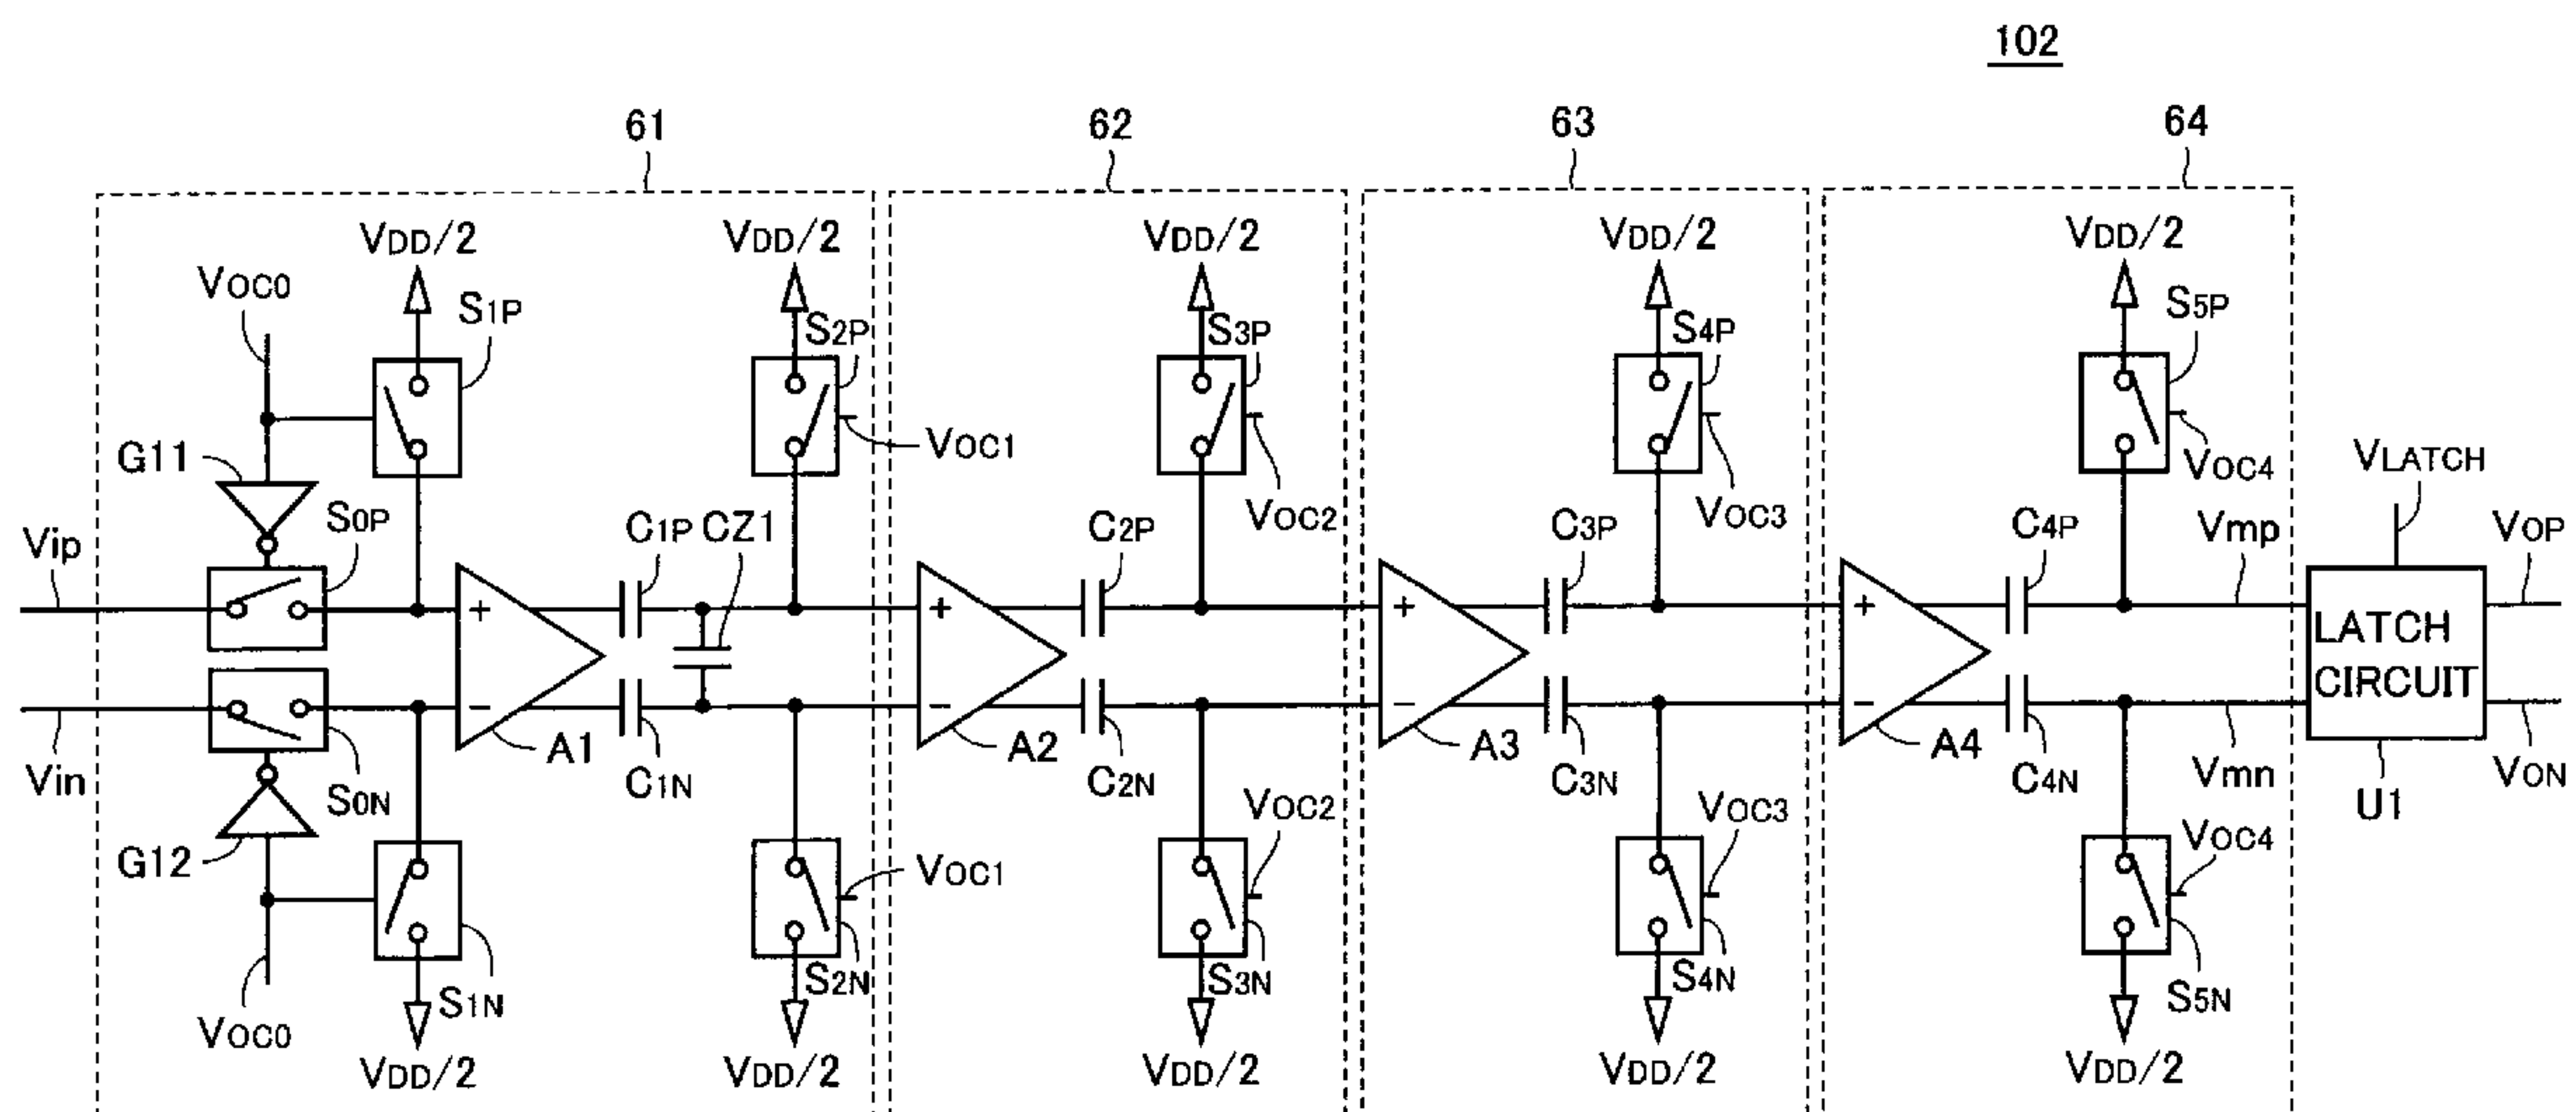 102
61
62
63
64
VDD/2
VDD/2
VDD/2
VDD/2
VDD/2
VOC0
S1P
S2P
S3P
S4P
S5P
VOC1
VOC2
VOC3
VOC4
G11
S0P
VLATCH
Vip
C1P
CZ1
C2P
C3P
C4P
Vmp
VOP
+
+
+
+
LATCH
CIRCUIT
−
−
−
−
Vin
S0N
A1
C1N
A2
C2N
A3
C3N
A4
C4N
Vmn
U1
VON
G12
VOC1
VOC2
VOC3
VOC4
VOC0
S1N
S2N
S3N
S4N
S5N
VDD/2
VDD/2
VDD/2
VDD/2
VDD/2